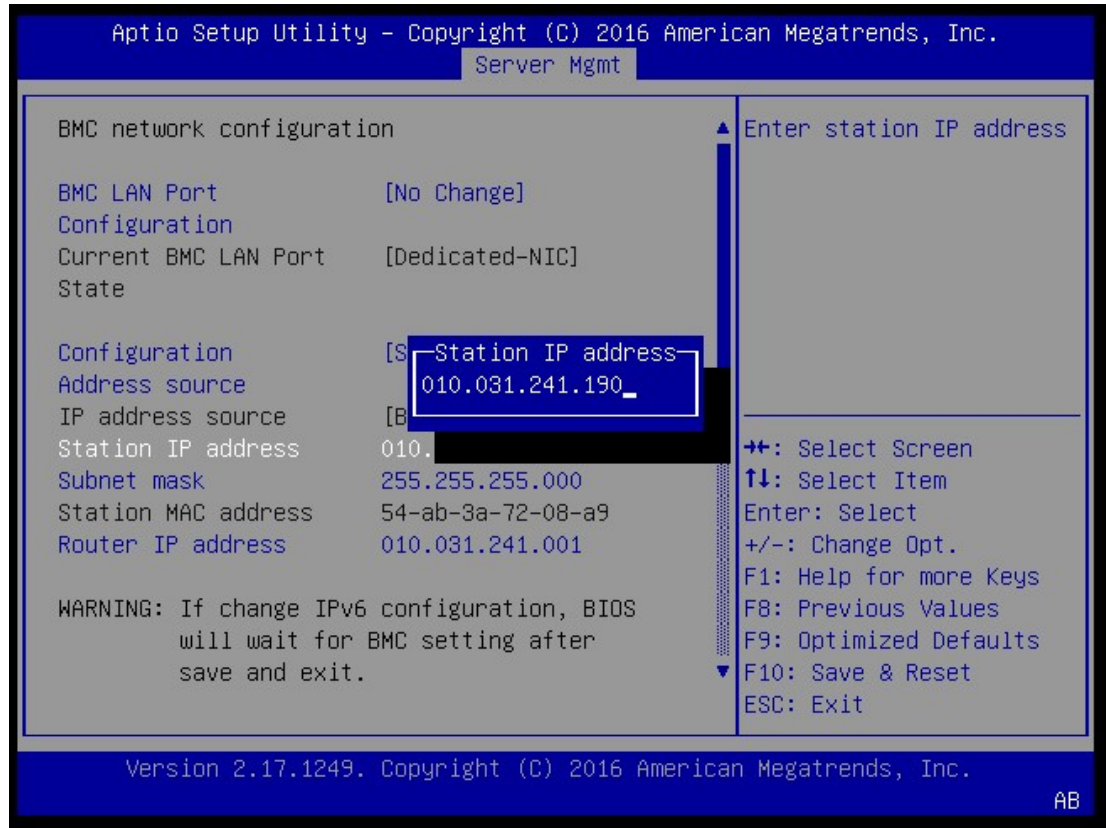 Aptio Setup Utility – Copyright (C) 2016 American Megatrends, Inc.
Server Mgmt
BMC network configuration
BMC LAN Port [No Change]
Configuration
Current BMC LAN Port [Dedicated-NIC]
State
Configuration [S
Address source
IP address source [B
Station IP address 010.
Subnet mask 255.255.255.000
Station MAC address 54-ab-3a-72-08-a9
Router IP address 010.031.241.001
WARNING: If change IPv6 configuration, BIOS
will wait for BMC setting after
save and exit.
Station IP address
010.031.241.190
Enter station IP address
→←: Select Screen
↑↓: Select Item
Enter: Select
+/-: Change Opt.
F1: Help for more Keys
F8: Previous Values
F9: Optimized Defaults
F10: Save & Reset
ESC: Exit
Version 2.17.1249. Copyright (C) 2016 American Megatrends, Inc.
AB